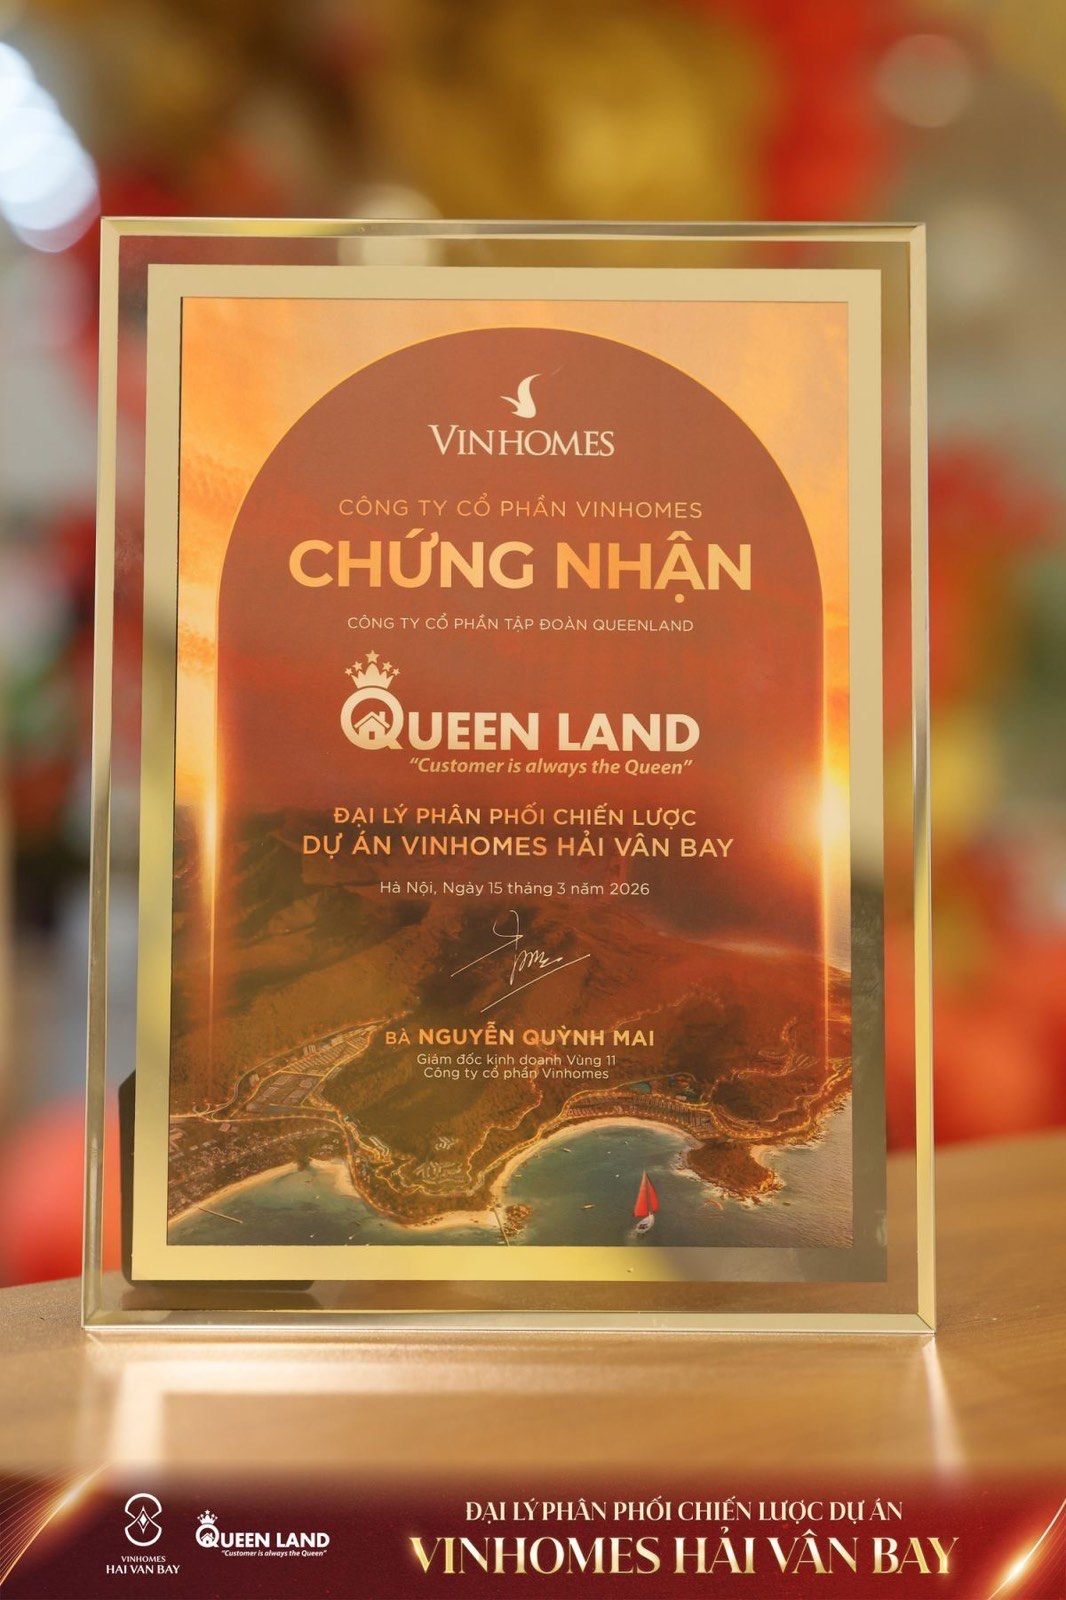 VINHOMES
CÔNG TY CỔ PHẦN VINHOMES
CHỨNG NHẬN
CÔNG TY CỔ PHẦN TẬP ĐOÀN QUEENLAND
QUEEN LAND
"Customer is always the Queen"
ĐẠI LÝ PHÂN PHỐI CHIẾN LƯỢC
DỰ ÁN VINHOMES HẢI VÂN BAY
Hà Nội, Ngày 15 tháng 3 năm 2026
BÀ NGUYỄN QUỲNH MAI
Giám đốc kinh doanh Vùng 11
Công ty cổ phần Vinhomes
VINHOMES
HAI VAN BAY
QUEEN LAND
"Customer is always the Queen"
ĐẠI LÝ PHÂN PHỐI CHIẾN LƯỢC DỰ ÁN
VINHOMES HẢI VÂN BAY